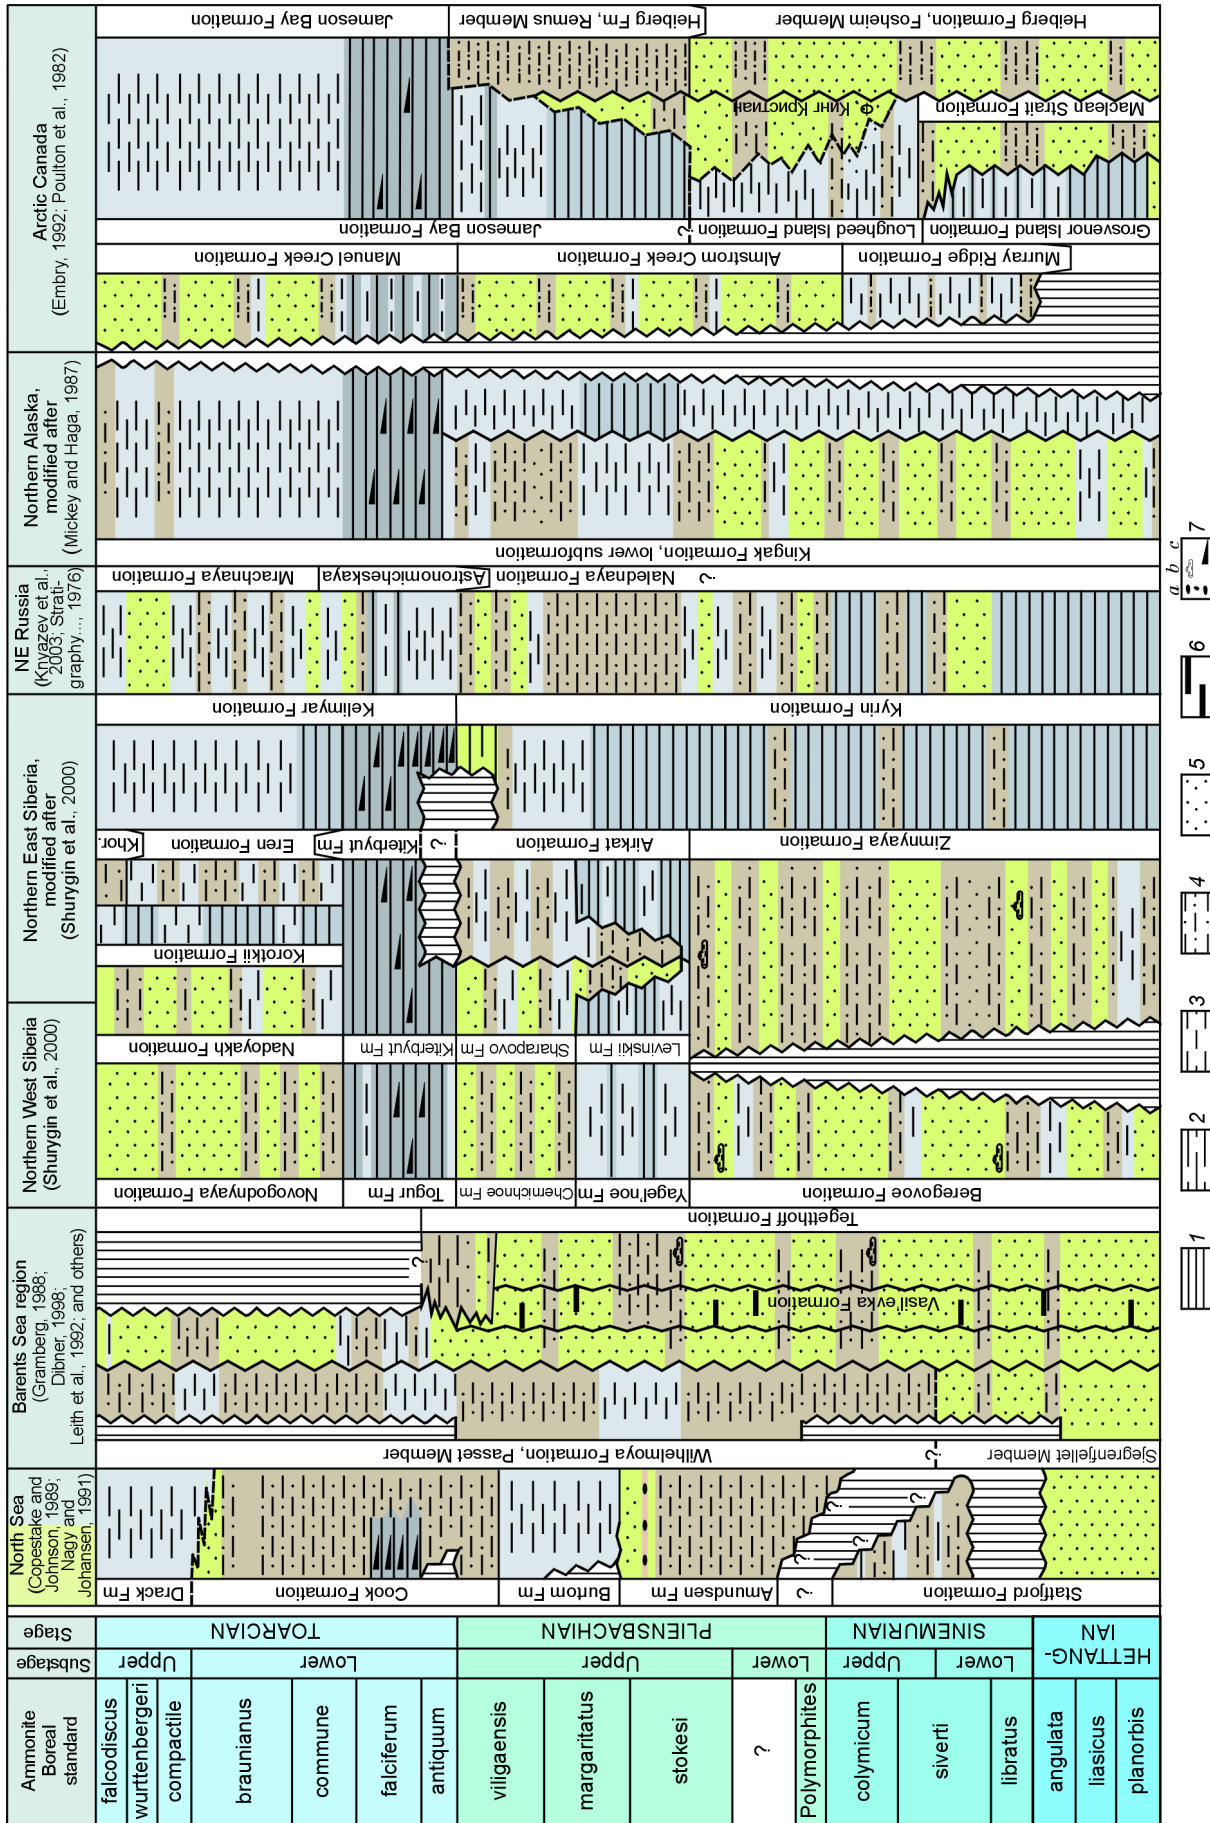 Ammonite
Boreal
standard
Substage
Stage
North Sea
(Copestake and
Johnson, 1989;
Nagy and
Johansen, 1991)
Barents Sea region
(Gramberg, 1988;
Dibner, 1998;
Leith et al., 1992; and others)
Northern West Siberia
(Shurygin et al., 2000)
Northern East Siberia,
modified after
(Shurygin et al., 2000)
NE Russia
(Knyazev et al.,
2003; Strati-
graphy..., 1976)
Northern Alaska,
modified after
(Mickey and Haga, 1987)
Arctic Canada
(Embry, 1992; Poulton et al., 1982)
falcodiscus
wurttenbergeri
compactile
braunianus
commune
falciferum
antiquum
viligaensis
margaritatus
stokesi
?
Polymorphites
colymicum
siverti
libratus
angulata
liasicus
planorbis
Upper
Lower
Upper
Lower
Upper
Lower
TOARCIAN
PLIENSBACHIAN
SINEMURIAN
HETTANG-
IAN
Drack Fm
Cook Formation
Burtom Fm
Amundsen Fm
?
Statfjord Formation
?
?
?
?
Wilhelmoya Formation, Passet Member
?
Sjegrenfjellet Member
Vasil'evka Formation
?
Tegetthoff Formation
Novogodnyaya Formation
Togur Fm
Chernichnoe Fm
Yagel'noe Fm
Beregovoe Formation
Nadoyakh Formation
Kiterbyut Fm
Sharapovo Fm
Levinskii Fm
Korotkii Formation
Khor.
Eren Formation
Kiterbyut Fm
?
Airkat Formation
Zimnyaya Formation
Kelimyar Formation
Kyrin Formation
Mrachnaya Formation
Astronomicheskaya
Nalednaya Formation
?
Kingak Formation, lower subformation
Manuel Creek Formation
Almstrom Creek Formation
Murray Ridge Formation
Jameson Bay Formation
?
Lougheed Island Formation
Grosvenor Island Formation
Ф Кинг Кристиан
Maclean Strait Formation
Jameson Bay Formation
Heiberg Fm, Remus Member
Heiberg Formation, Fosheim Member
1
2
3
4
5
6
a b c
7